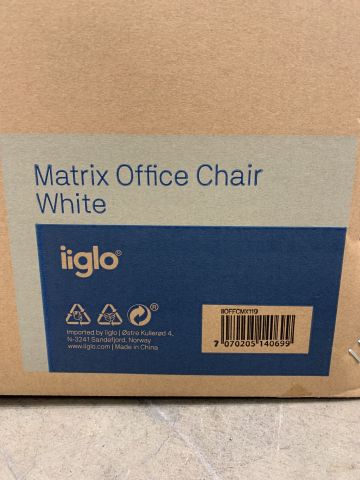 Matrix Office Chair
White
iiglo®
®
Imported by iiglo | Østre Kullerød 4,
N-3241 Sandefjord, Norway
www.iiglo.com | Made in China
IIOFFCMX119
7 070205 140699